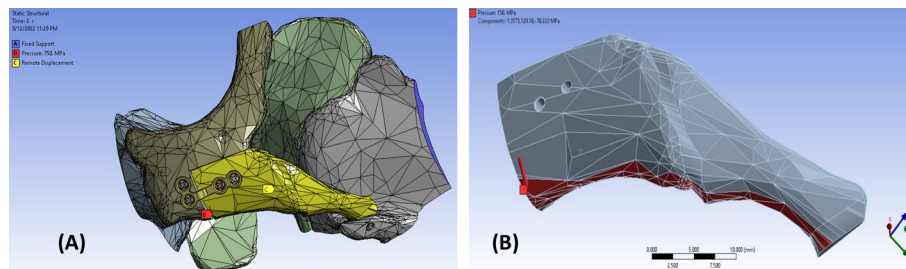 Static Structural
Time: 2. s
9/12/2022 11:29 PM
A Fixed Support
B Pressure: 750. MPa
C Remote Displacement
C
(A)
Pressure: 150. MPa
Components: 1.3573,128.18,-78.222 MPa
(B)
0.000
5.000
10.000 (mm)
2.500
7.500
X